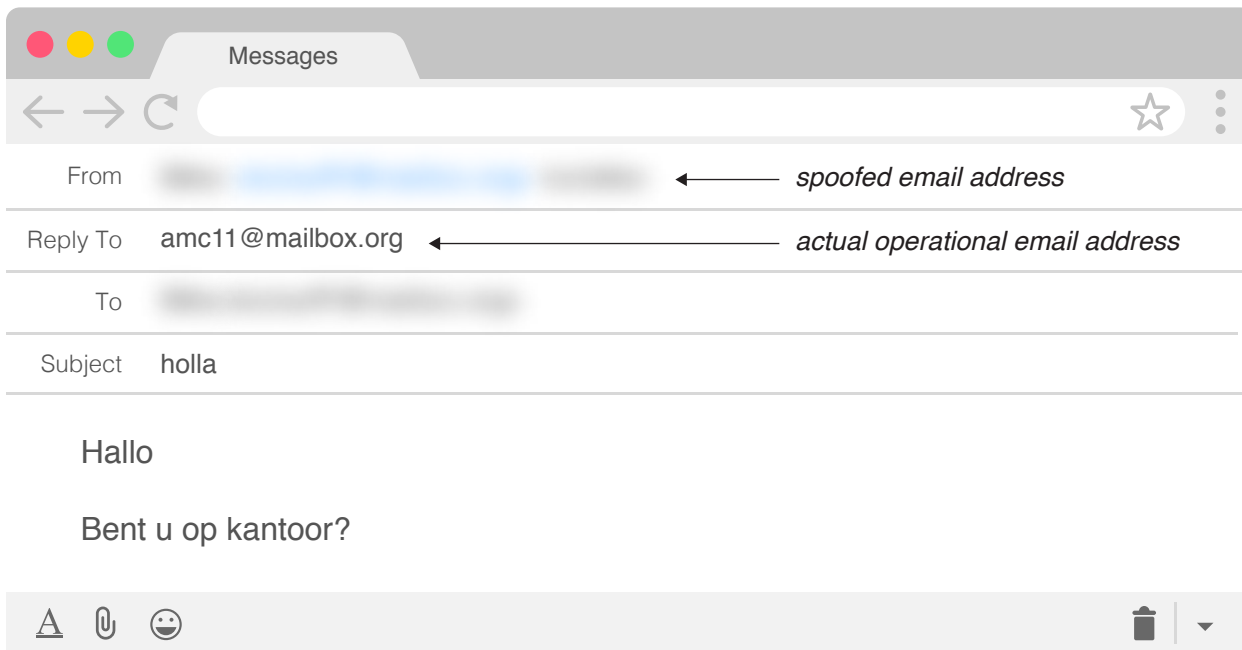 Messages
From
spoofed email address
Reply To amc11@mailbox.org
actual operational email address
To
Subject holla
Hallo
Bent u op kantoor?
A